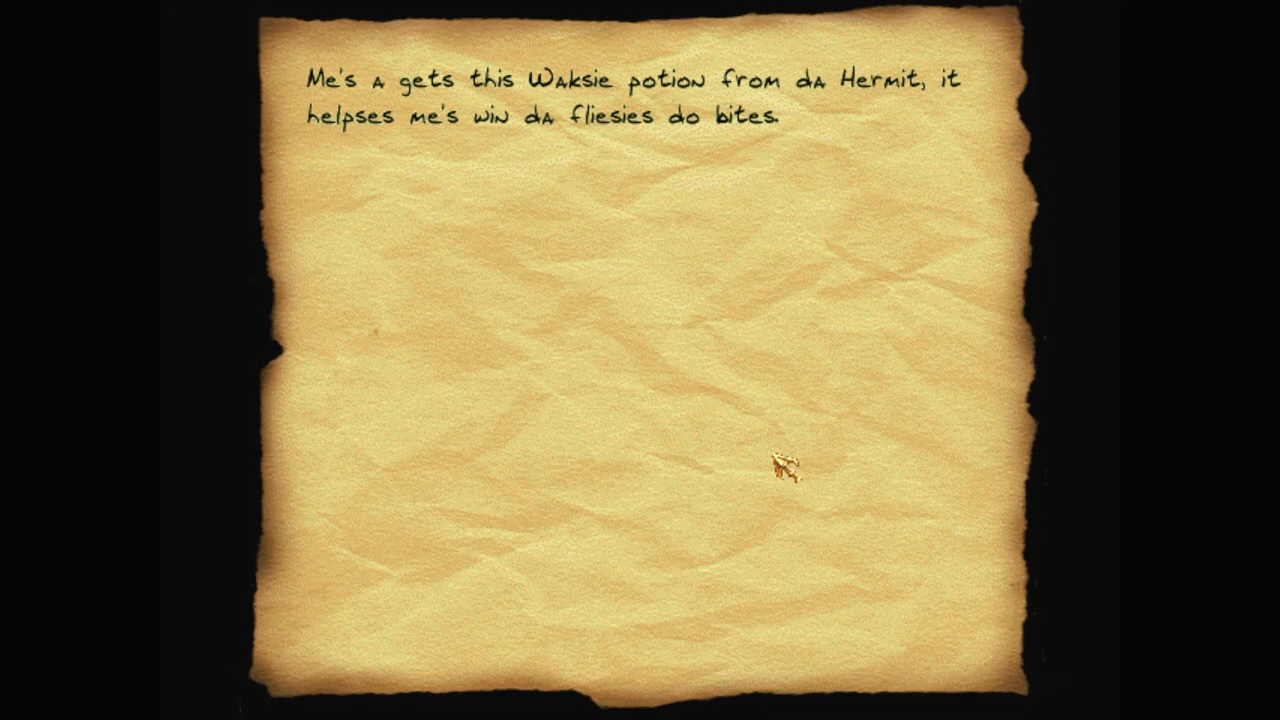 Me's a gets this Waksie potion from da Hermit, it
helpses me's win da fliesies do bites.